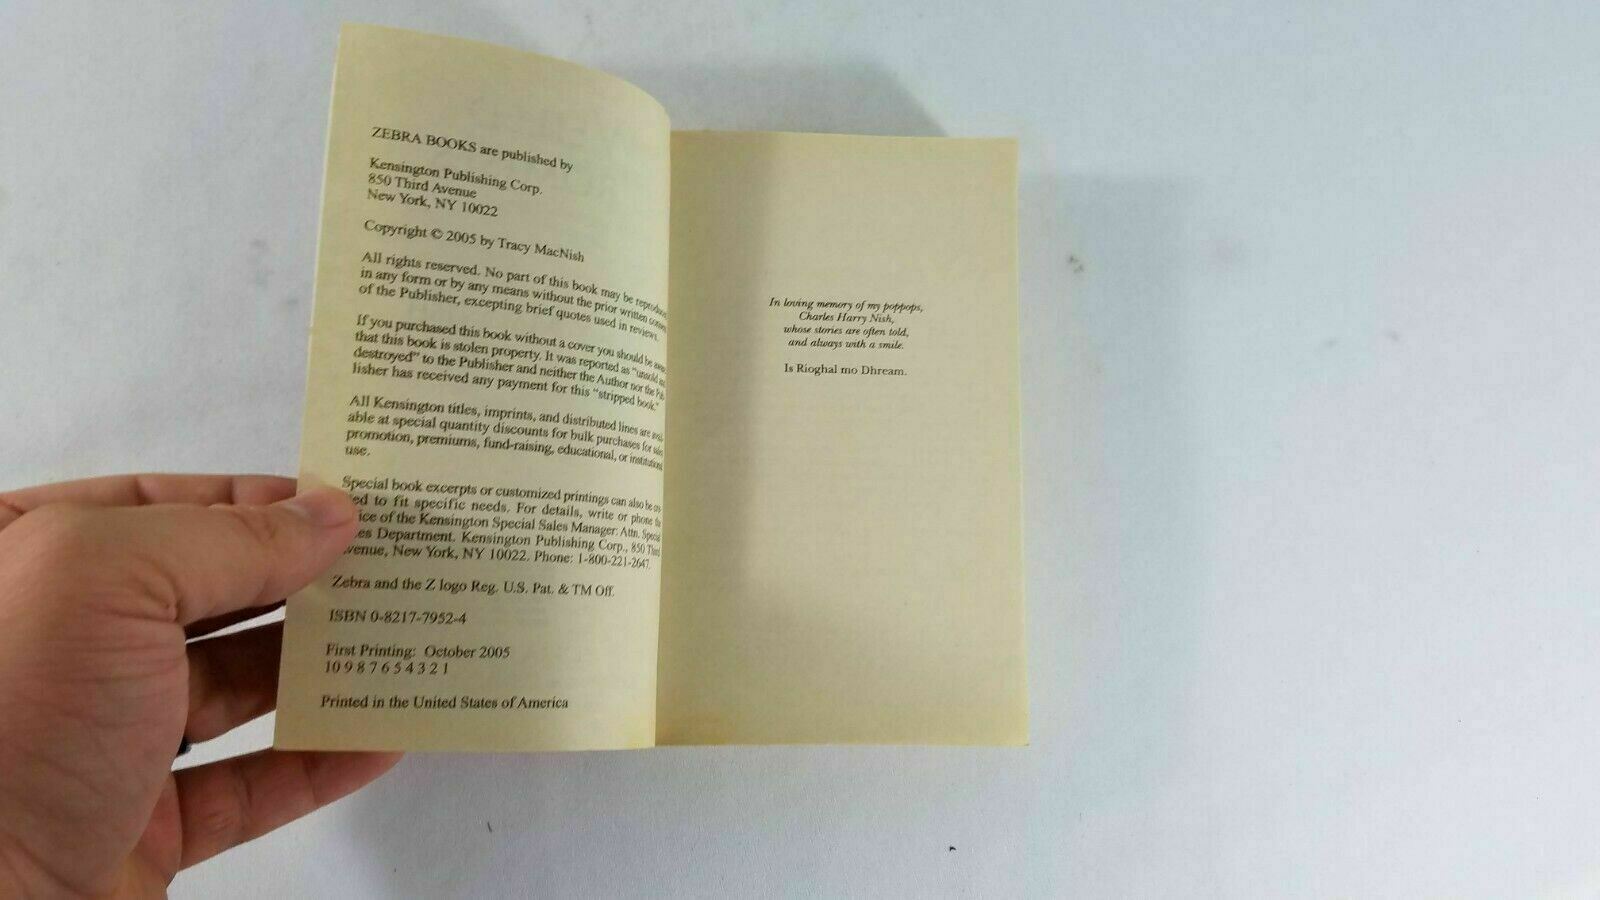 ZEBRA BOOKS are published by
Kensington Publishing Corp.
850 Third Avenue
New York, NY 10022
Copyright © 2005 by Tracy MacNish
All rights reserved. No part of this book may be
in any form or by any means without the prior written
of the Publisher, excepting brief quotes used in reviews.
If you purchased this book without a cover you should be
that this book is stolen property. It was reported as "unsold and
destroyed" to the Publisher and neither the Author nor the Pub-
lisher has received any payment for this "stripped book."
All Kensington titles, imprints, and distributed lines are
able at special quantity discounts for bulk purchases for sales
promotion, premiums, fund-raising, educational, or institutional
use.
Special book excerpts or customized printings can also be
to fit specific needs. For details, write or phone
of the Kensington Special Sales Manager: Attn. Special
Department. Kensington Publishing Corp., 850 Third
New York, NY 10022. Phone: 1-800-221-2647.
Zebra and the Z logo Reg. U.S. Pat. & TM Off.
ISBN 0-8217-7952-4
First Printing: October 2005
10 9 8 7 6 5 4 3 2 1
Printed in the United States of America
In loving memory of my poppops,
Charles Harry Nish,
whose stories are often told,
and always with a smile.
Is Rioghal mo Dhream.